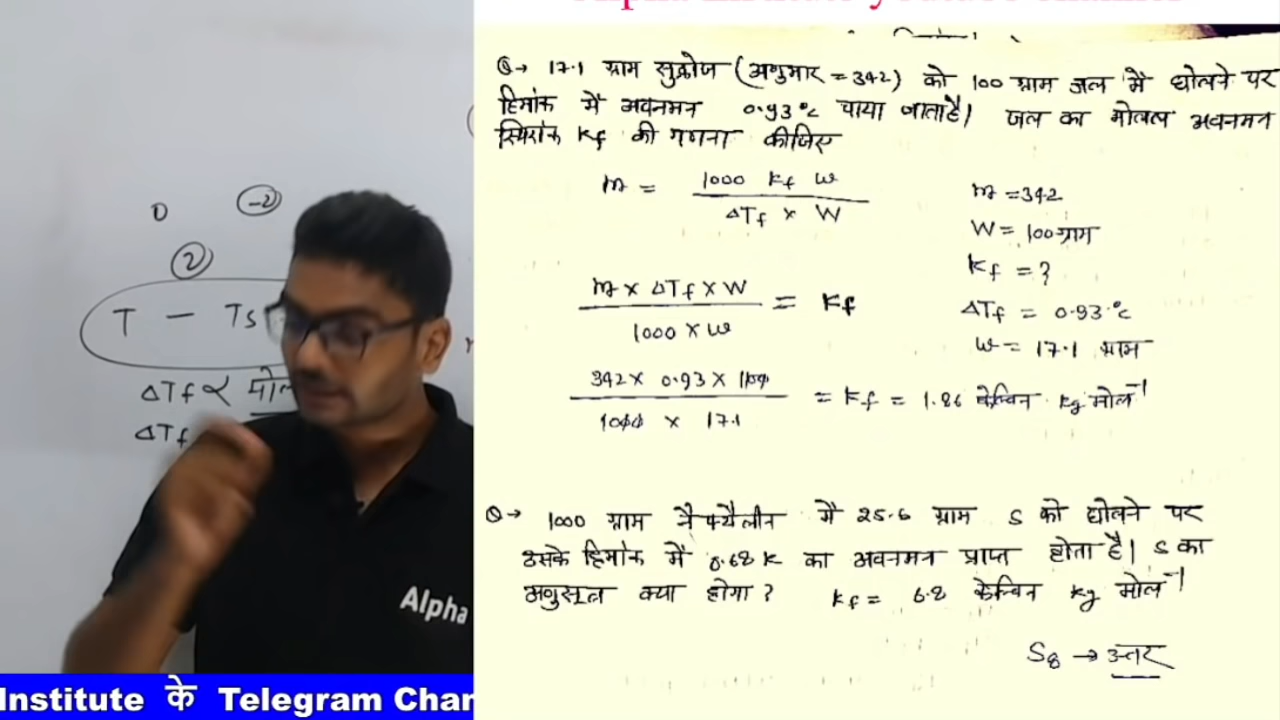 Q→ 17.1 ग्राम सुक्रोज (अणुभार = 342) को 100 ग्राम जल में घोलने पर
हिमांक में अवनमन 0.93°c पाया जाता है। जल का मोलल अवनमन
स्थिरांक Kf की गणना कीजिए
m = 1000 Kf w / ΔTf × W
m = 342
W = 100 ग्राम
Kf = ?
ΔTf = 0.93°c
w = 17.1 ग्राम
m × ΔTf × W / 1000 × w = Kf
342 × 0.93 × 100 / 1000 × 17.1 = Kf = 1.86 केल्विन kg मोल⁻¹
Q→ 1000 ग्राम नैफ्थैलीन में 25.6 ग्राम S को घोलने पर
उसके हिमांक में 0.68 K का अवनमन प्राप्त होता है। S का
अणुसूत्र क्या होगा? Kf = 6.8 केल्विन kg मोल⁻¹
S8 → उत्तर
0 -2
2
T - Ts
ΔTf ∝
ΔTf
Alpha
Institute के Telegram Chan